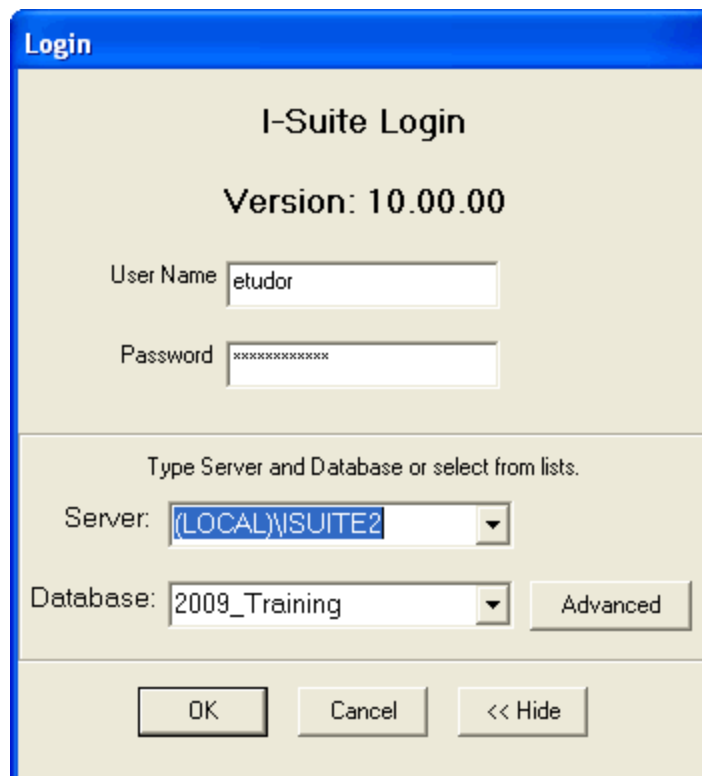 Login
I-Suite Login
Version: 10.00.00
User Name etudor
Password ************
Type Server and Database or select from lists.
Server: (LOCAL)\ISUITE2
Database: 2009_Training Advanced
OK Cancel << Hide